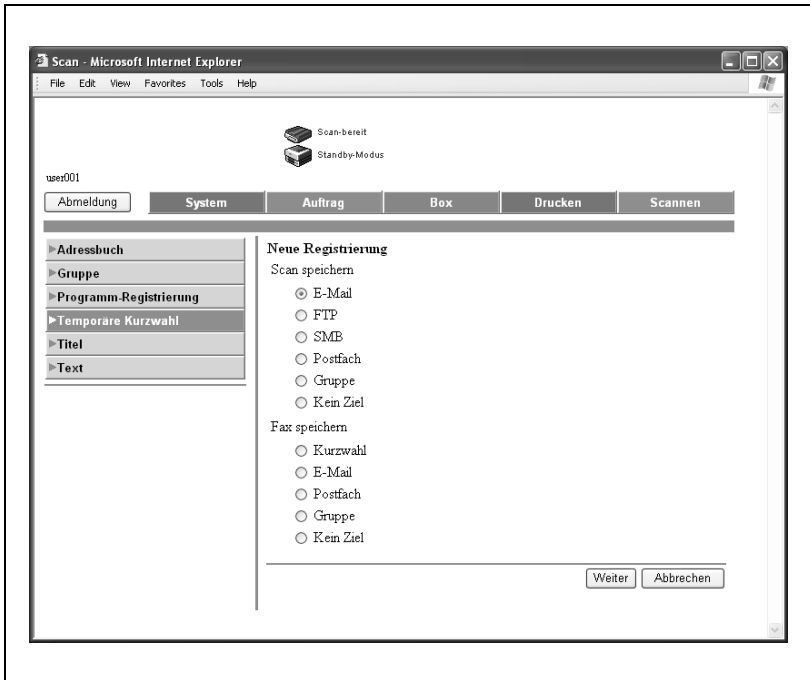 Scan - Microsoft Internet Explorer
File Edit View Favorites Tools Help
Scan-bereit
Standby-Modus
user001
Abmeldung System Auftrag Box Drucken Scannen
Adressbuch
Gruppe
Programm-Registrierung
Temporäre Kurzwahl
Titel
Text
Neue Registrierung
Scan speichern
E-Mail
FTP
SMB
Postfach
Gruppe
Kein Ziel
Fax speichern
Kurzwahl
E-Mail
Postfach
Gruppe
Kein Ziel
Weiter Abbrechen